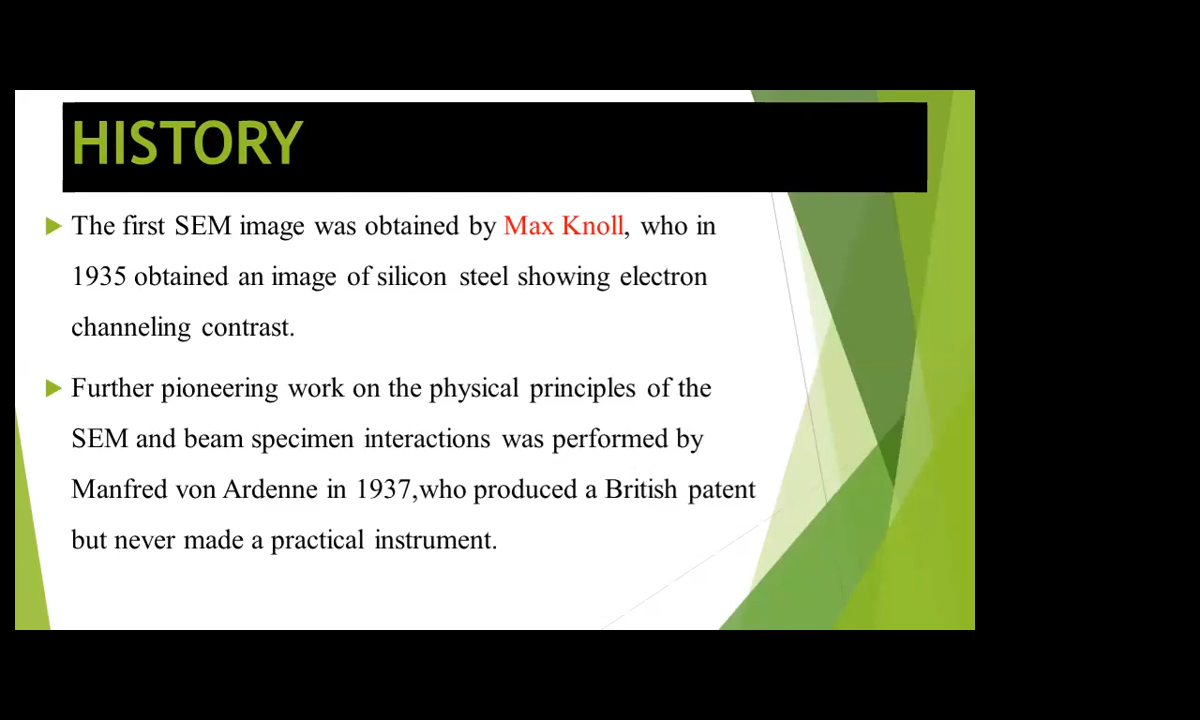 HISTORY
The first SEM image was obtained by Max Knoll, who in
1935 obtained an image of silicon steel showing electron
channeling contrast.
Further pioneering work on the physical principles of the
SEM and beam specimen interactions was performed by
Manfred von Ardenne in 1937,who produced a British patent
but never made a practical instrument.